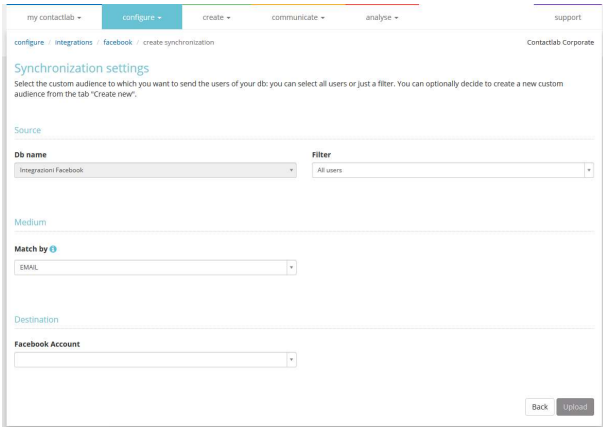 my contactlab
configure
create
communicate
analyse
support
configure / integrations / facebook / create synchronization
Contactlab Corporate
Synchronization settings
Select the custom audience to which you want to send the users of your db: you can select all users or just a filter. You can optionally decide to create a new custom
audience from the tab "Create new".
Source
Db name
Filter
Integrazioni Facebook
All users
Medium
Match by
EMAIL
Destination
Facebook Account
Back
Upload